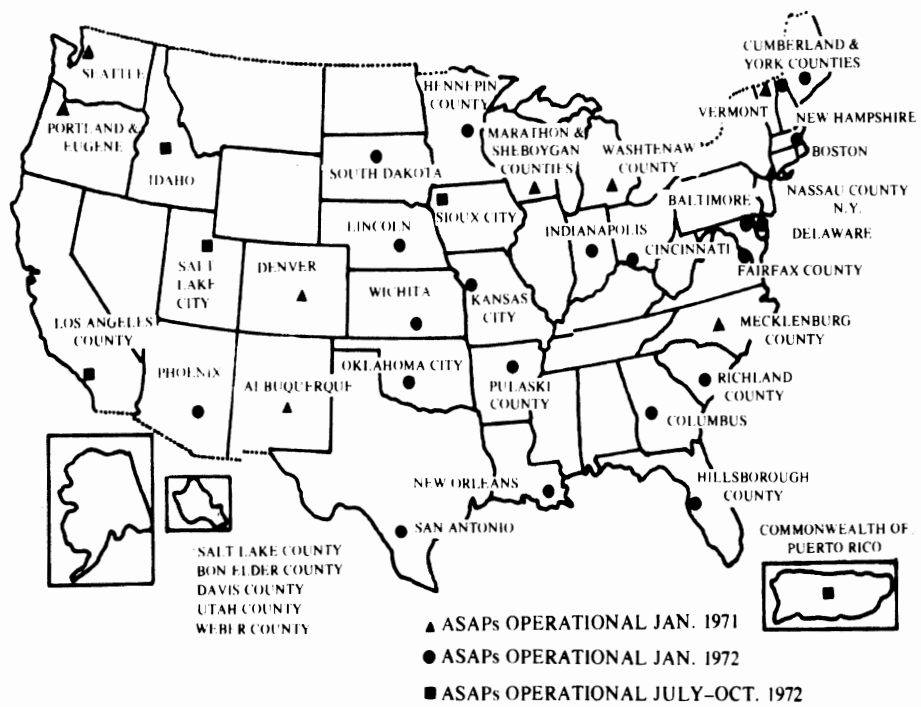 CUMBERLAND &
YORK COUNTIES
SEATTLE
HENNEPIN
COUNTY
VERMONT
NEW HAMPSHIRE
PORTLAND &
EUGENE
MARATHON &
SHEBOYGAN
COUNTIES
WASHTENAW
COUNTY
BOSTON
IDAHO
SOUTH DAKOTA
NASSAU COUNTY
N.Y.
BALTIMORE
SIOUX CITY
LINCOLN
INDIANAPOLIS
DELAWARE
CINCINNATI
FAIRFAX COUNTY
SALT
LAKE
CITY
DENVER
WICHITA
KANSAS
CITY
LOS ANGELES
COUNTY
MECKLENBURG
COUNTY
PHOENIX
ALBUQUERQUE
OKLAHOMA CITY
PULASKI
COUNTY
RICHLAND
COUNTY
COLUMBUS
NEW ORLEANS
HILLSBOROUGH
COUNTY
SAN ANTONIO
COMMONWEALTH OF
PUERTO RICO
SALT LAKE COUNTY
BON ELDER COUNTY
DAVIS COUNTY
UTAH COUNTY
WEBER COUNTY
ASAPs OPERATIONAL JAN. 1971
ASAPs OPERATIONAL JAN. 1972
ASAPs OPERATIONAL JULY–OCT. 1972